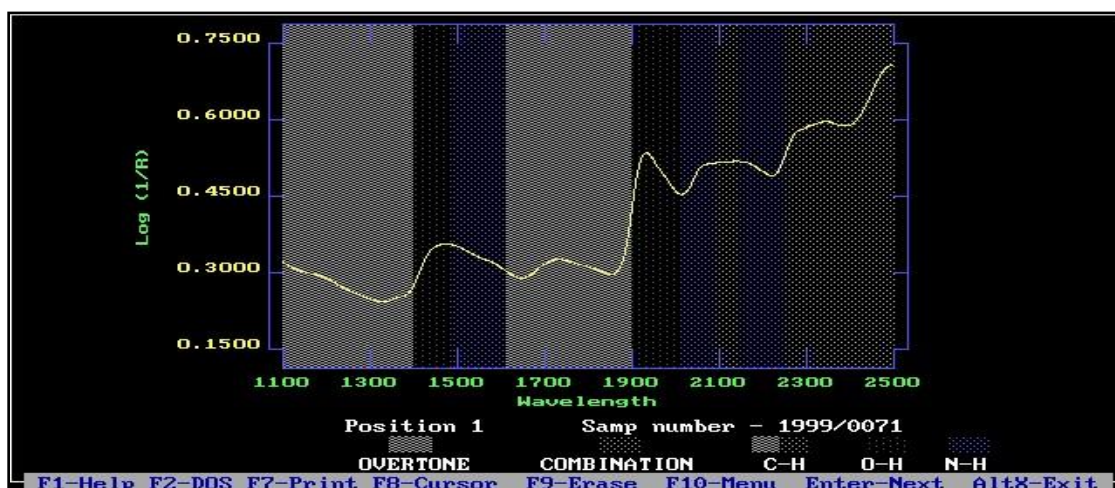 0.7500
0.6000
0.4500
0.3000
0.1500
Log (1/R)
1100 1300 1500 1700 1900 2100 2300 2500
Wavelength
Position 1 Samp number - 1999/0071
OVERTONE COMBINATION C-H O-H N-H
F1-Help F2-DOS F7-Print F8-Cursor F9-Erase F10-Menu Enter-Next AltX-Exit